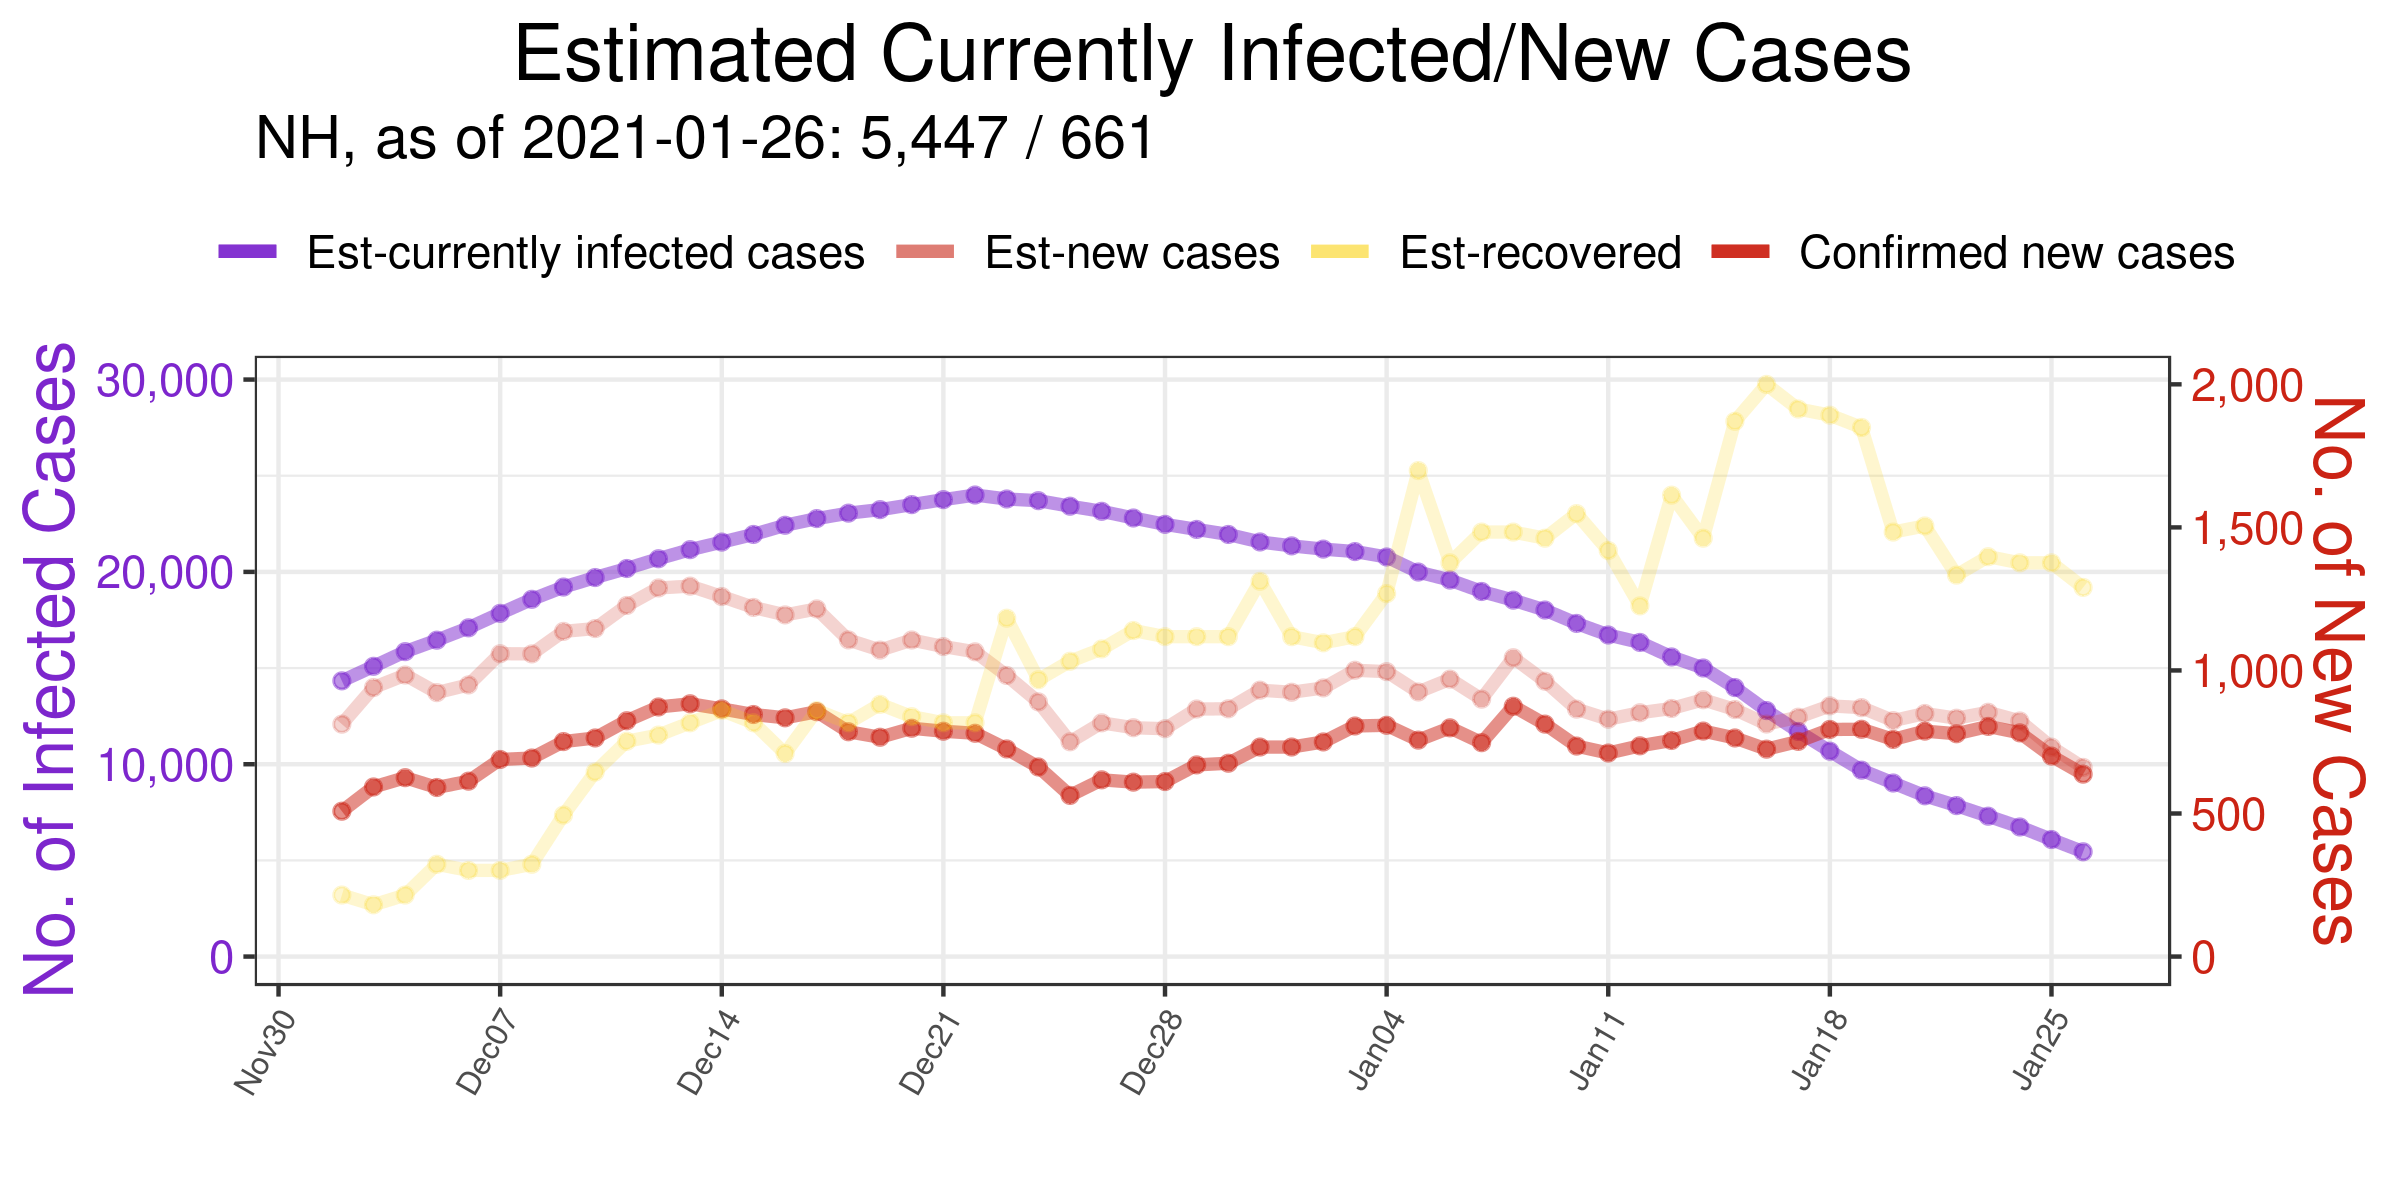 Estimated Currently Infected/New Cases
NH, as of 2021-01-26: 5,447 / 661
Est-currently infected cases Est-new cases Est-recovered Confirmed new cases
No. of Infected Cases
30,000
20,000
10,000
0
2,000
1,500
1,000
500
0
No. of New Cases
Nov30 Dec07 Dec14 Dec21 Dec28 Jan04 Jan11 Jan18 Jan25